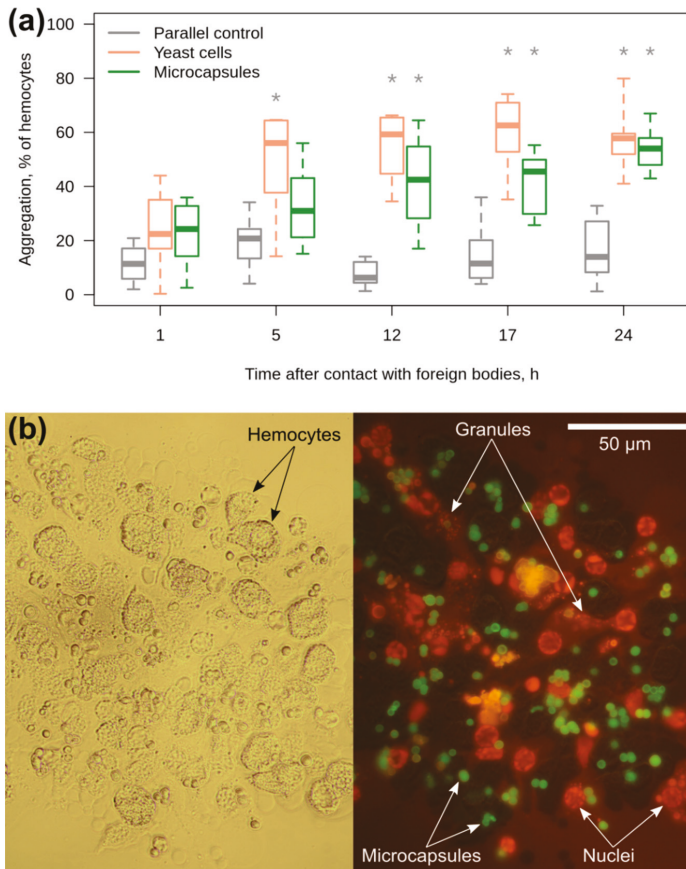 (a)
Aggregation, % of hemocytes
100
80
60
40
20
0
Parallel control
Yeast cells
Microcapsules
*
*
*
*
*
*
*
1
5
12
17
24
Time after contact with foreign bodies, h
(b)
Hemocytes
Granules
50 µm
Microcapsules
Nuclei